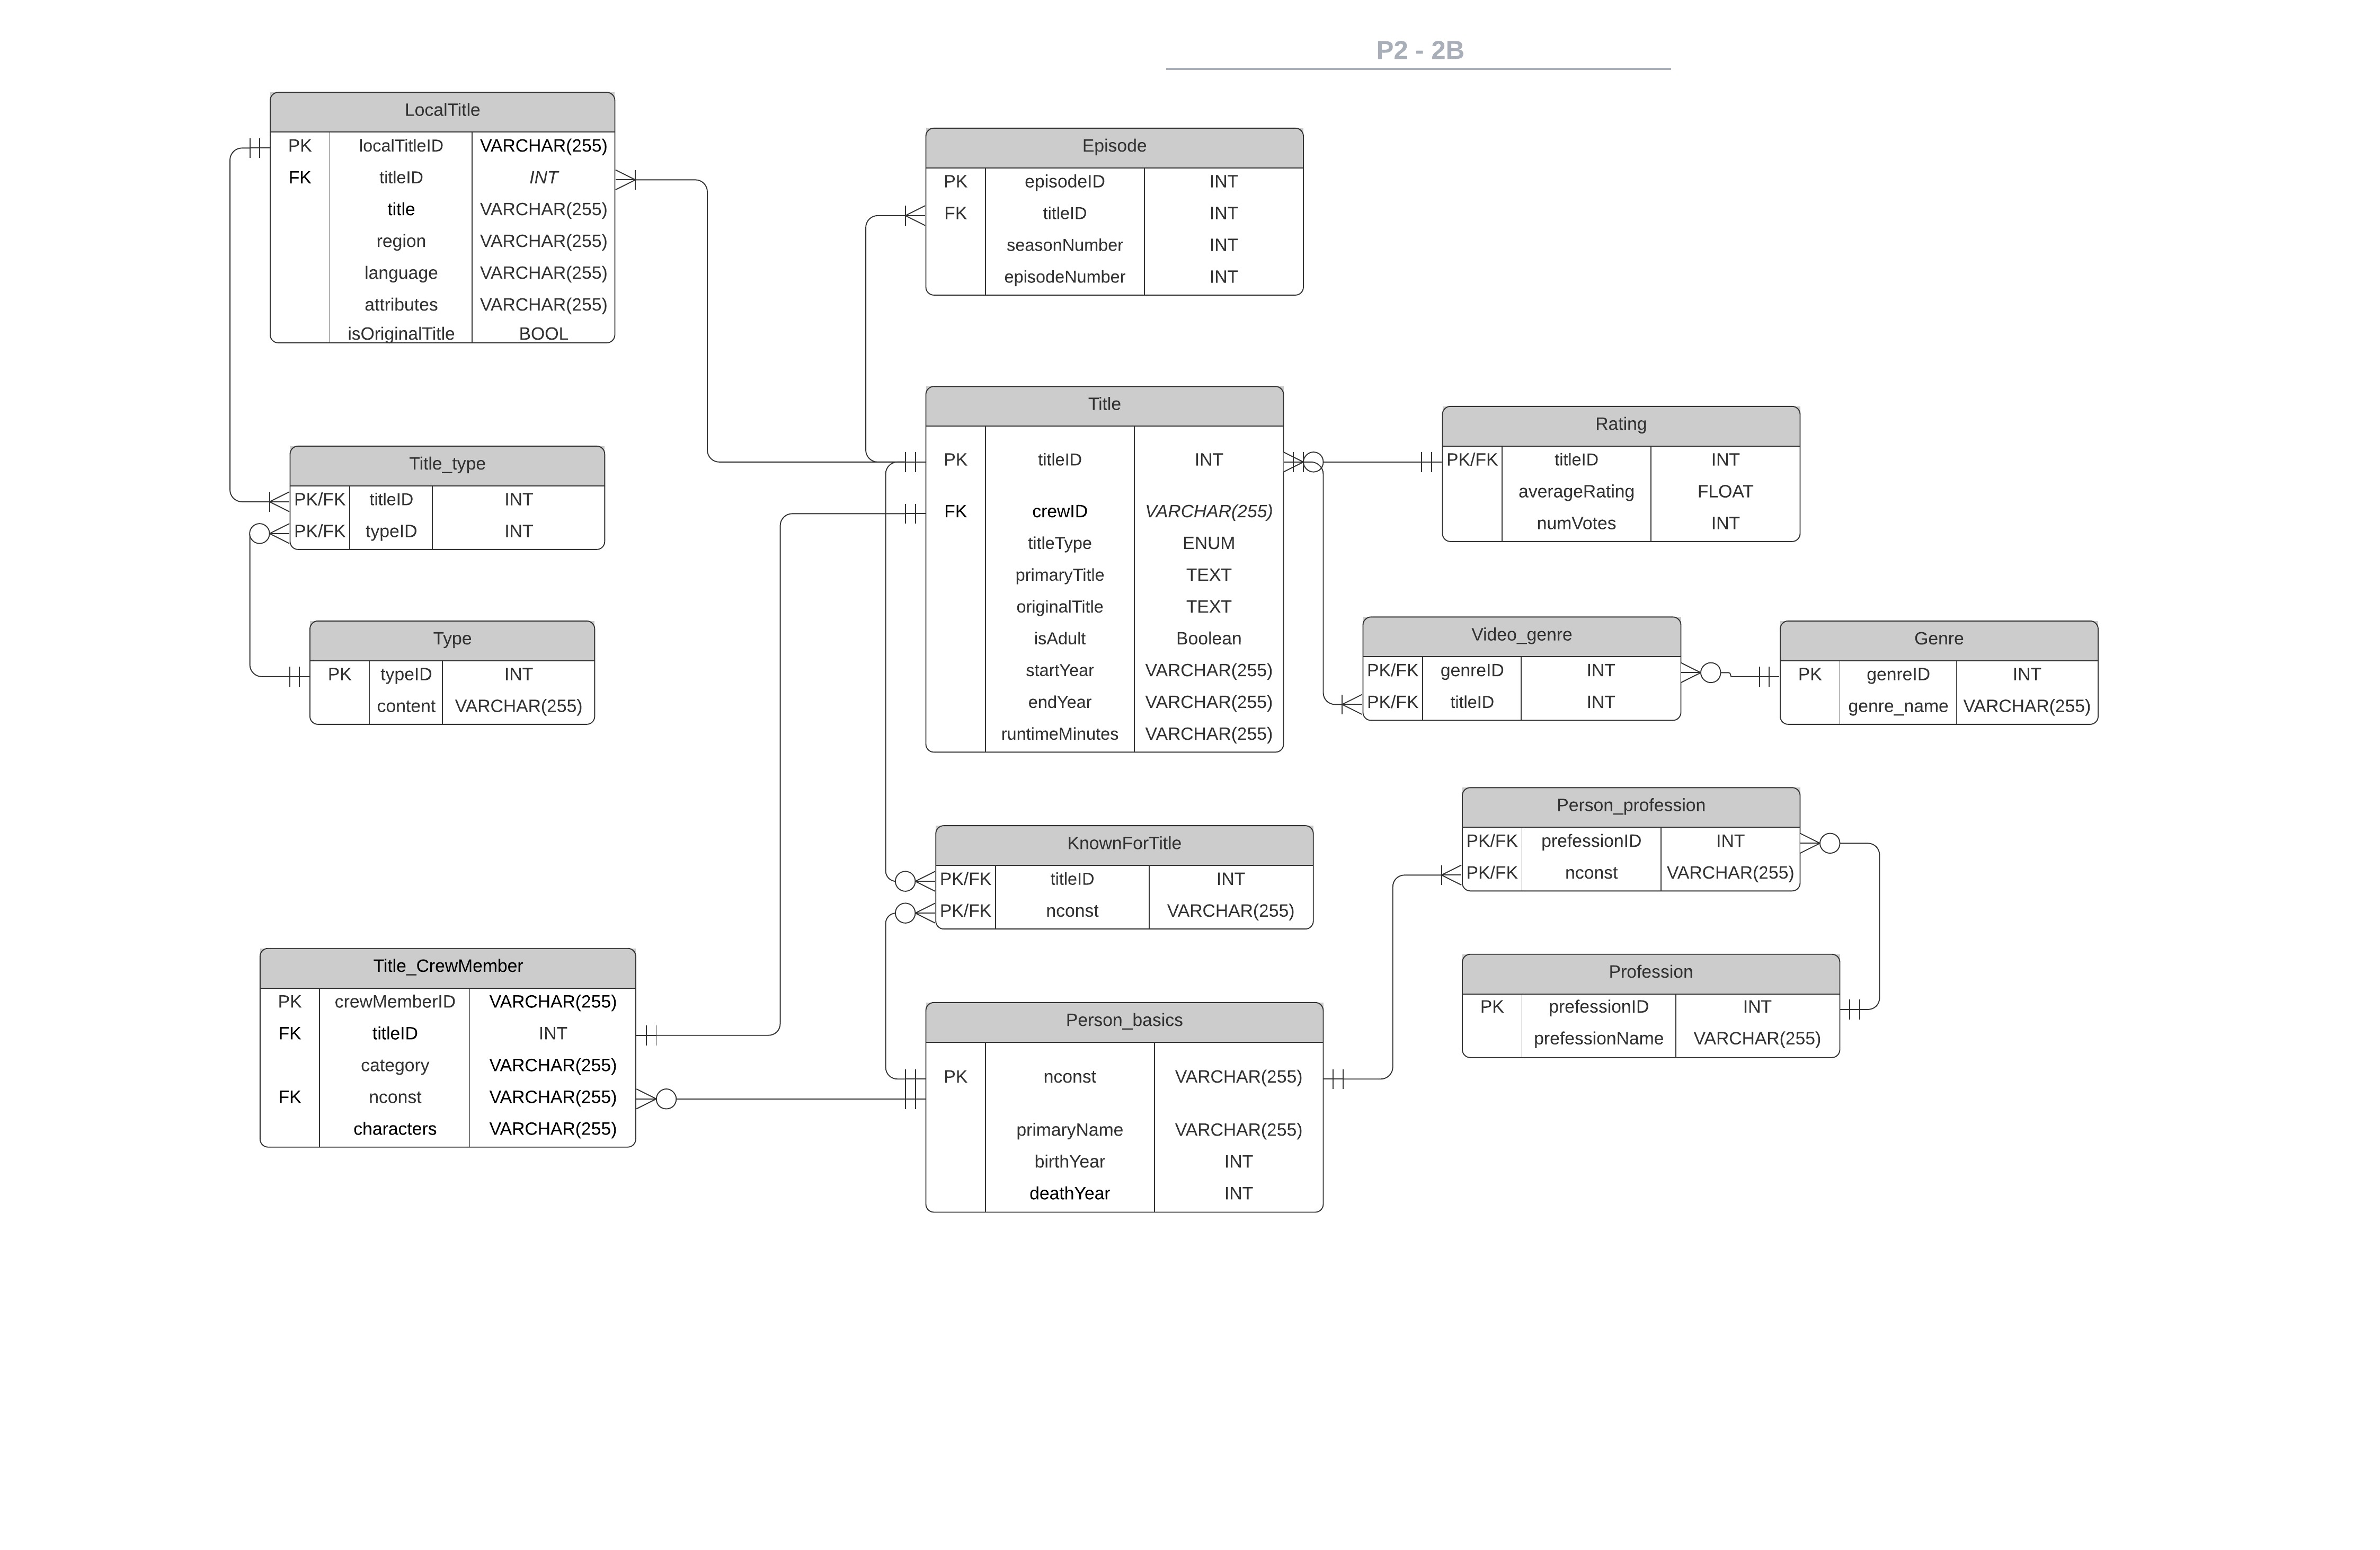 P2 - 2B
LocalTitle
PK localTitleID VARCHAR(255)
FK titleID INT
title VARCHAR(255)
region VARCHAR(255)
language VARCHAR(255)
attributes VARCHAR(255)
isOriginalTitle BOOL
Episode
PK episodeID INT
FK titleID INT
seasonNumber INT
episodeNumber INT
Title
PK titleID INT
FK crewID VARCHAR(255)
titleType ENUM
primaryTitle TEXT
originalTitle TEXT
isAdult Boolean
startYear VARCHAR(255)
endYear VARCHAR(255)
runtimeMinutes VARCHAR(255)
Rating
PK/FK titleID INT
averageRating FLOAT
numVotes INT
Title_type
PK/FK titleID INT
PK/FK typeID INT
Type
PK typeID INT
content VARCHAR(255)
Video_genre
PK/FK genreID INT
PK/FK titleID INT
Genre
PK genreID INT
genre_name VARCHAR(255)
KnownForTitle
PK/FK titleID INT
PK/FK nconst VARCHAR(255)
Person_profession
PK/FK prefessionID INT
PK/FK nconst VARCHAR(255)
Profession
PK prefessionID INT
prefessionName VARCHAR(255)
Title_CrewMember
PK crewMemberID VARCHAR(255)
FK titleID INT
category VARCHAR(255)
FK nconst VARCHAR(255)
characters VARCHAR(255)
Person_basics
PK nconst VARCHAR(255)
primaryName VARCHAR(255)
birthYear INT
deathYear INT